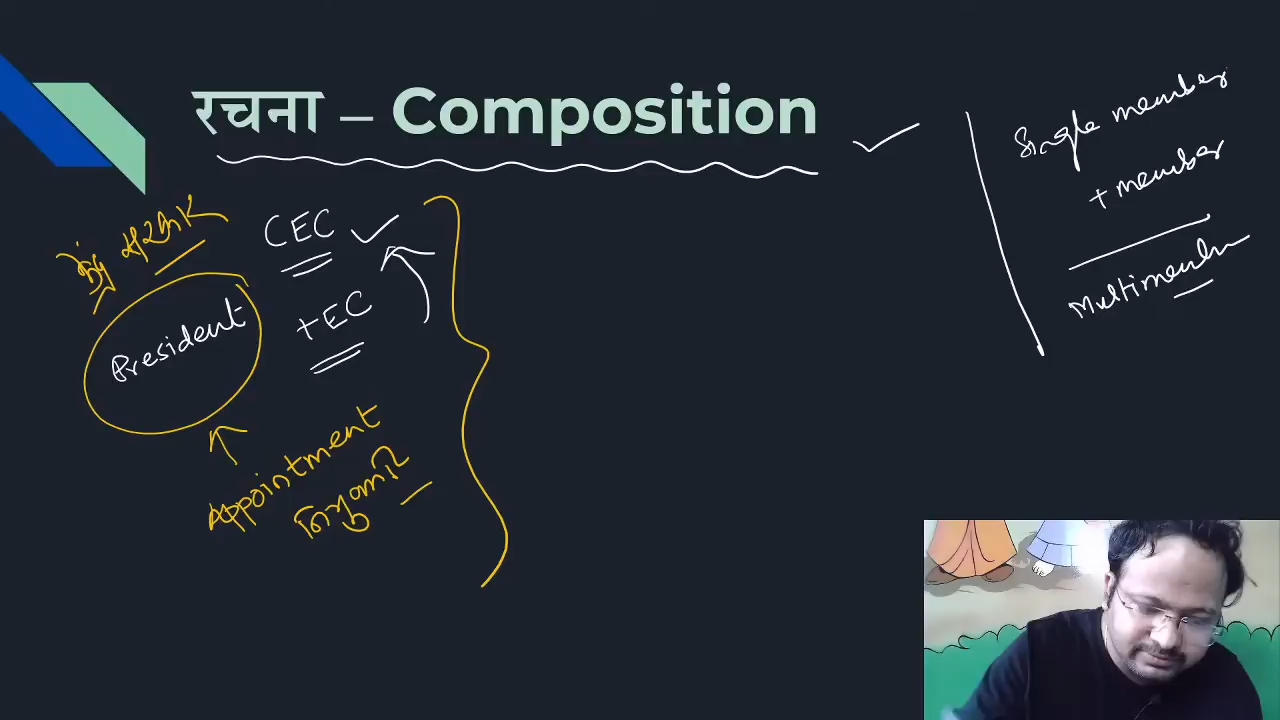 रचना – Composition
Single member
+ member
Multimember
CEC
+EC
President
Appointment